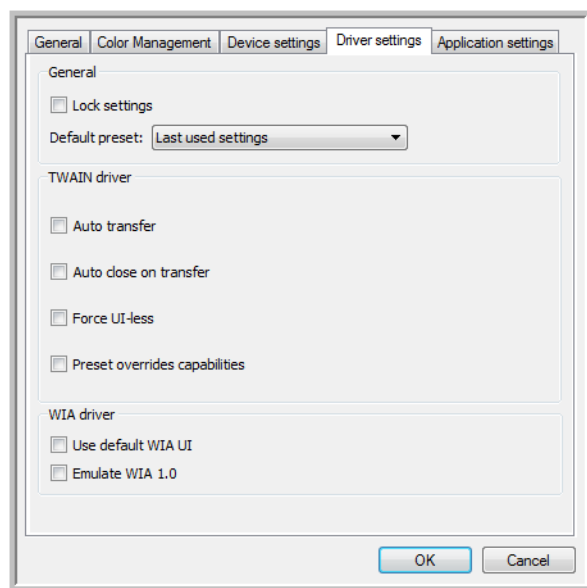 General Color Management Device settings Driver settings Application settings
General
Lock settings
Default preset: Last used settings
TWAIN driver
Auto transfer
Auto close on transfer
Force UI-less
Preset overrides capabilities
WIA driver
Use default WIA UI
Emulate WIA 1.0
OK Cancel